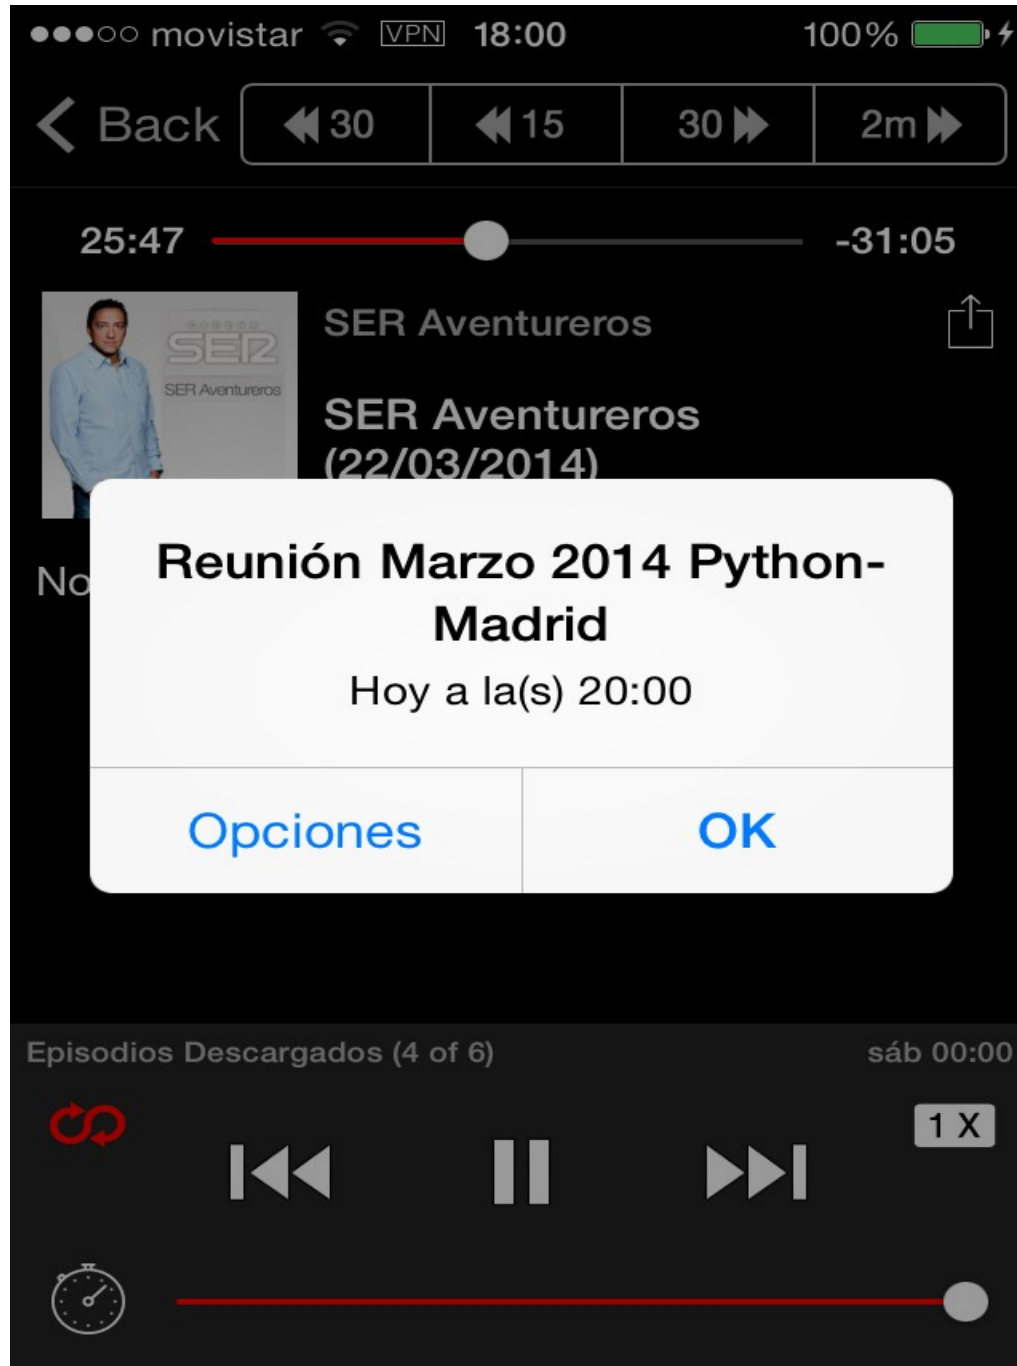 movistar VPN 18:00 100%
Back 30 15 30 2m
25:47 -31:05
SER Aventureros
CADENA
SER
SER Aventureros
SER Aventureros
(22/03/2014)
No
Reunión Marzo 2014 Python-
Madrid
Hoy a la(s) 20:00
Opciones OK
Episodios Descargados (4 of 6) sáb 00:00
1 X